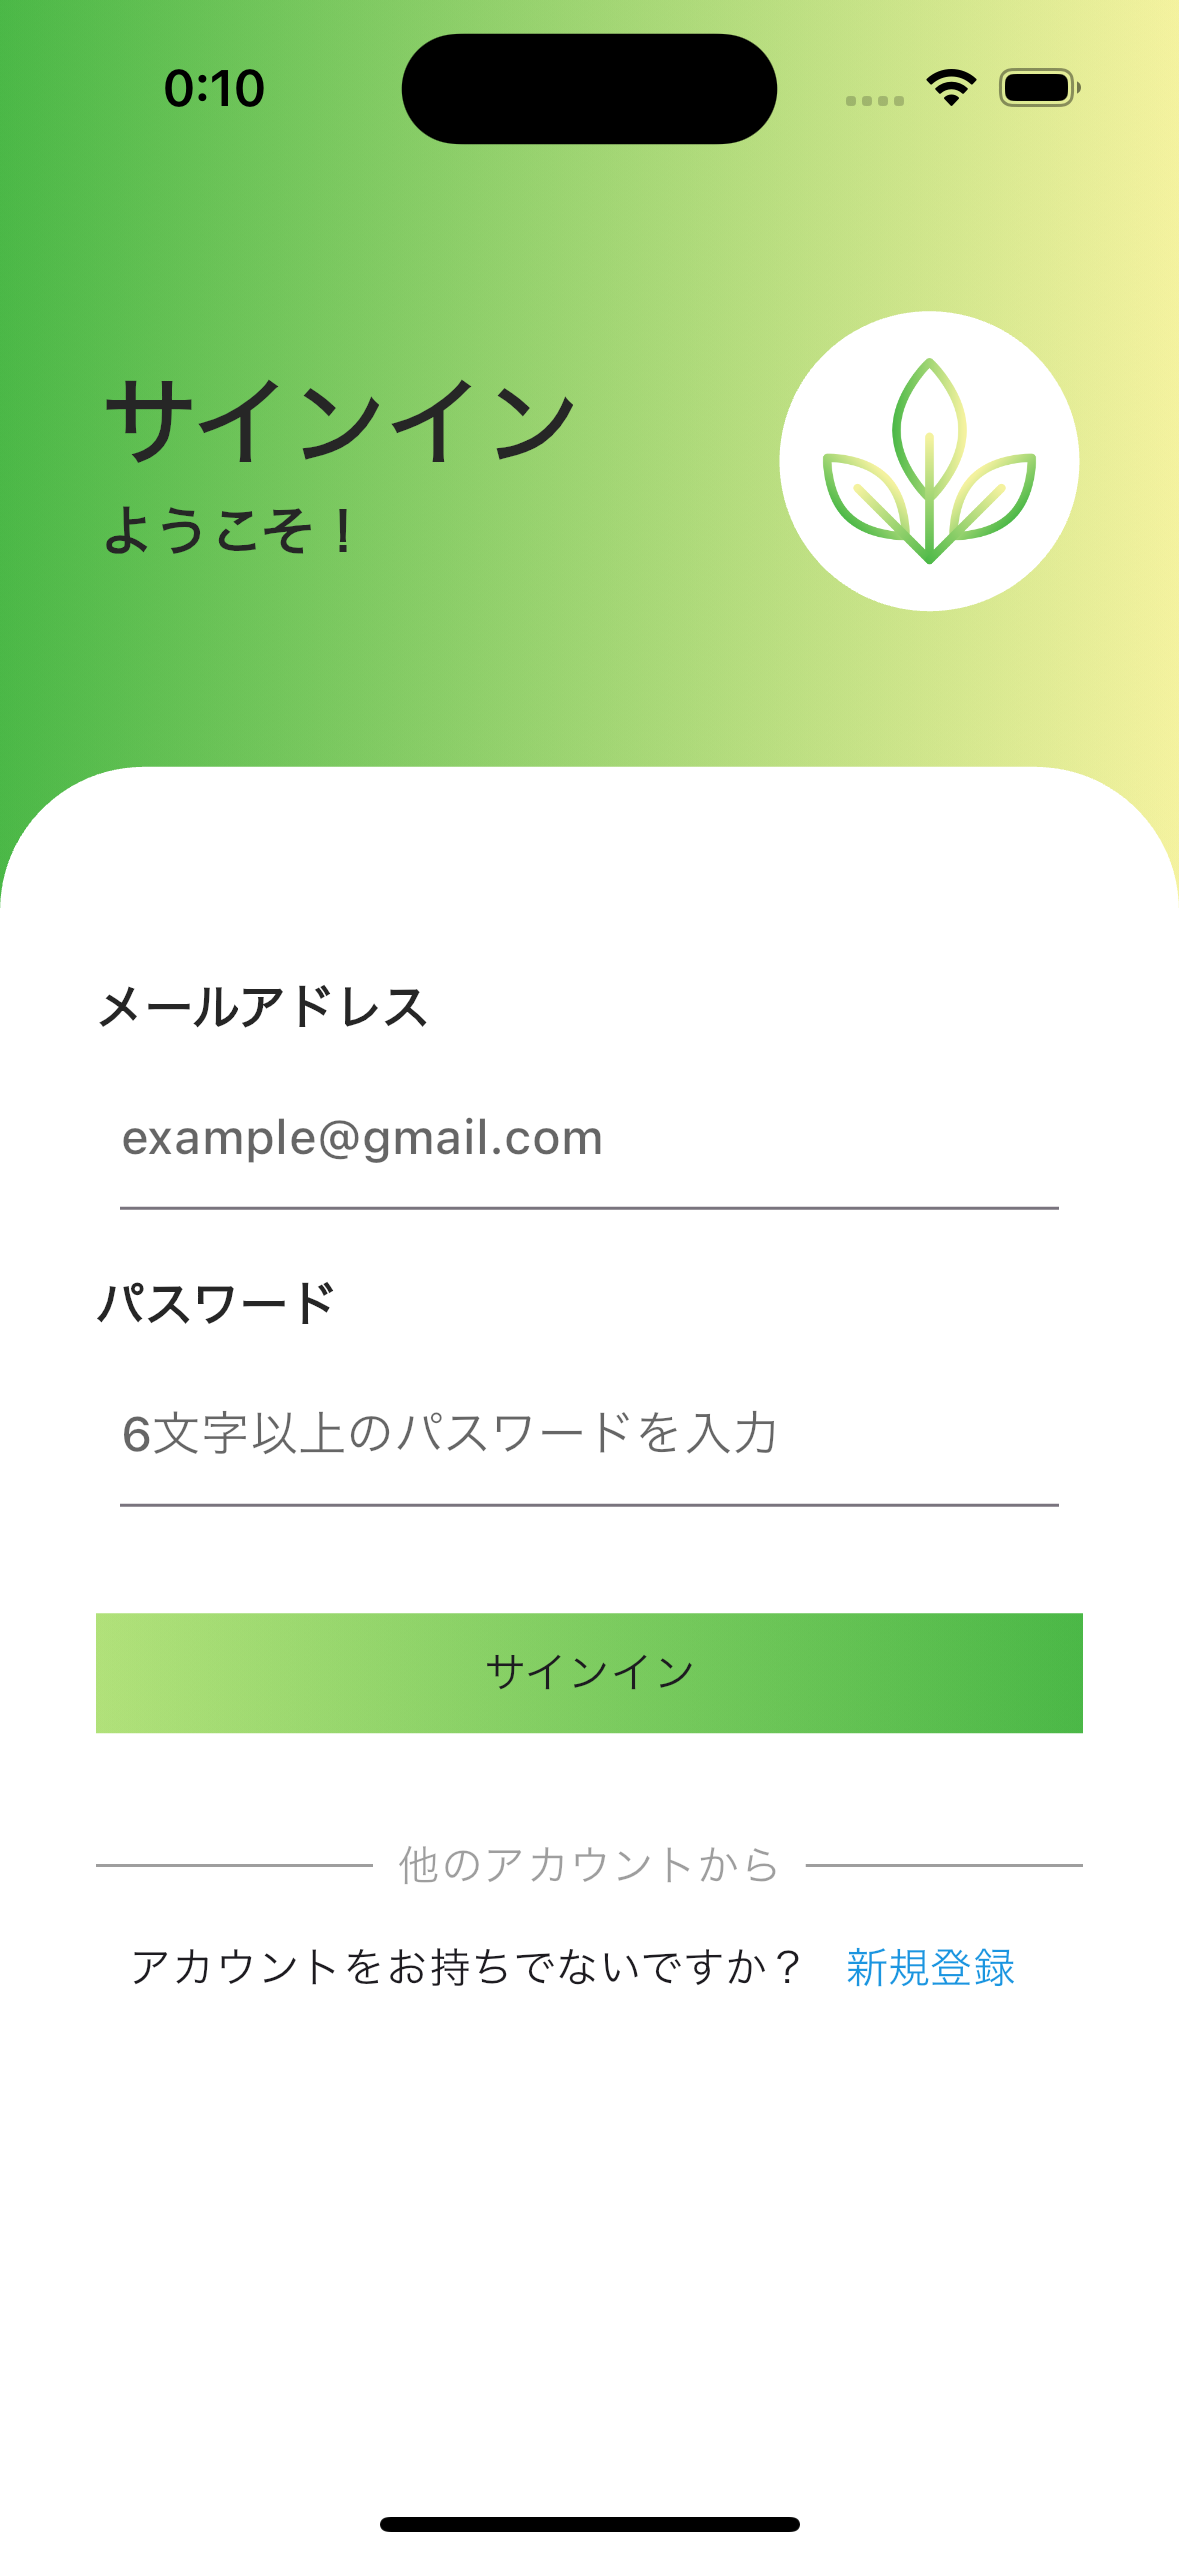 0:10
サインイン
ようこそ！
メールアドレス
example@gmail.com
パスワード
6文字以上のパスワードを入力
サインイン
他のアカウントから
アカウントをお持ちでないですか？ 新規登録